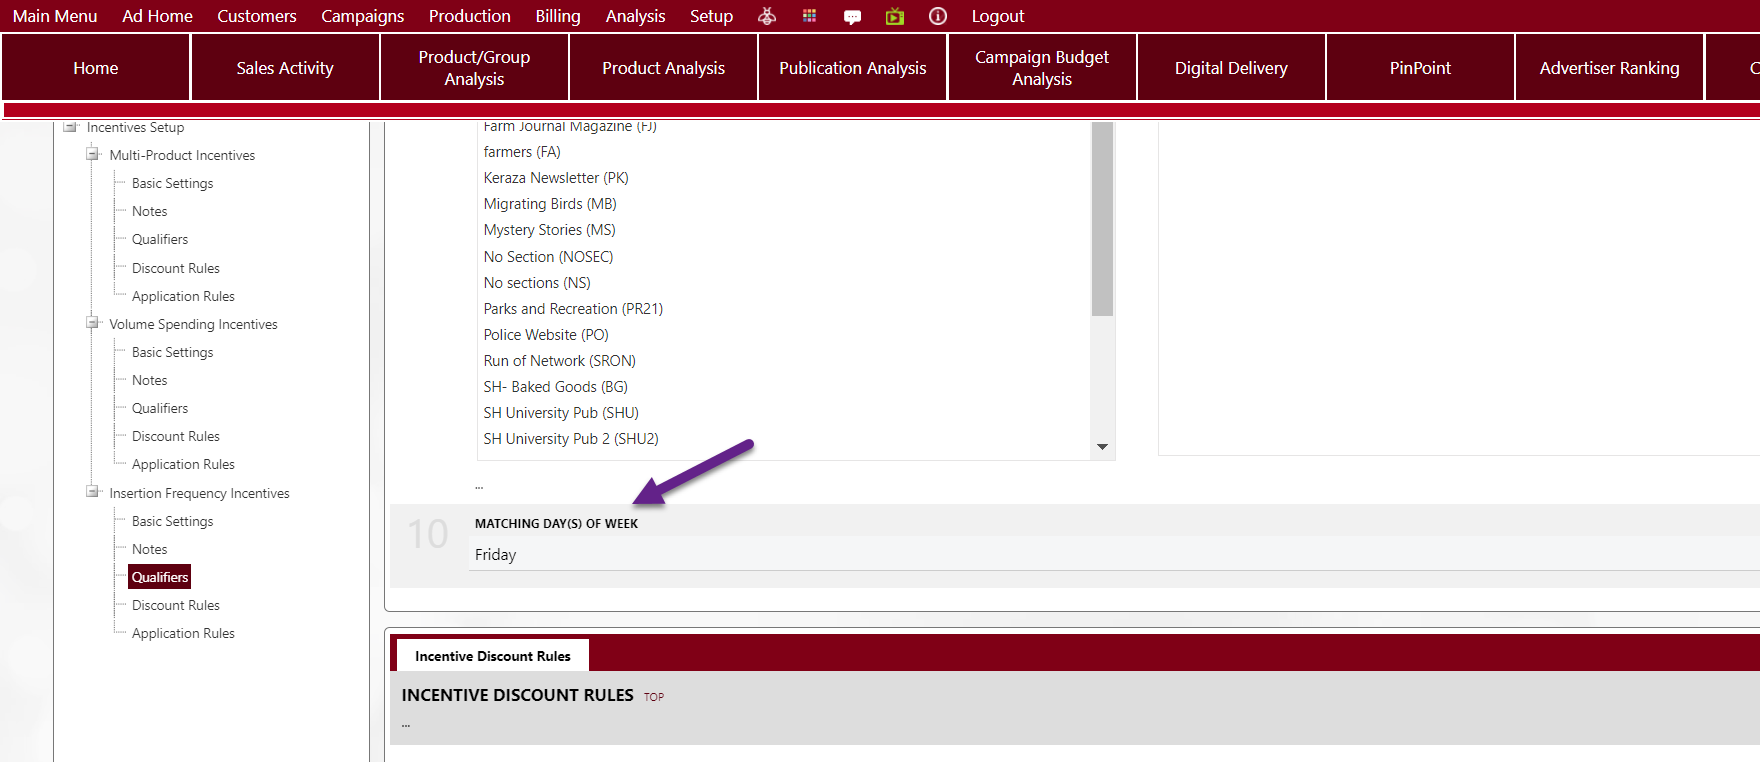 Main Menu Ad Home Customers Campaigns Production Billing Analysis Setup Logout
Home Sales Activity Product/Group Analysis Product Analysis Publication Analysis Campaign Budget Analysis Digital Delivery PinPoint Advertiser Ranking
Incentives Setup
Multi-Product Incentives
Basic Settings
Notes
Qualifiers
Discount Rules
Application Rules
Volume Spending Incentives
Basic Settings
Notes
Qualifiers
Discount Rules
Application Rules
Insertion Frequency Incentives
Basic Settings
Notes
Qualifiers
Discount Rules
Application Rules
Farm Journal Magazine (FJ)
farmers (FA)
Keraza Newsletter (PK)
Migrating Birds (MB)
Mystery Stories (MS)
No Section (NOSEC)
No sections (NS)
Parks and Recreation (PR21)
Police Website (PO)
Run of Network (SRON)
SH- Baked Goods (BG)
SH University Pub (SHU)
SH University Pub 2 (SHU2)
...
10 MATCHING DAY(S) OF WEEK
Friday
Incentive Discount Rules
INCENTIVE DISCOUNT RULES TOP
...